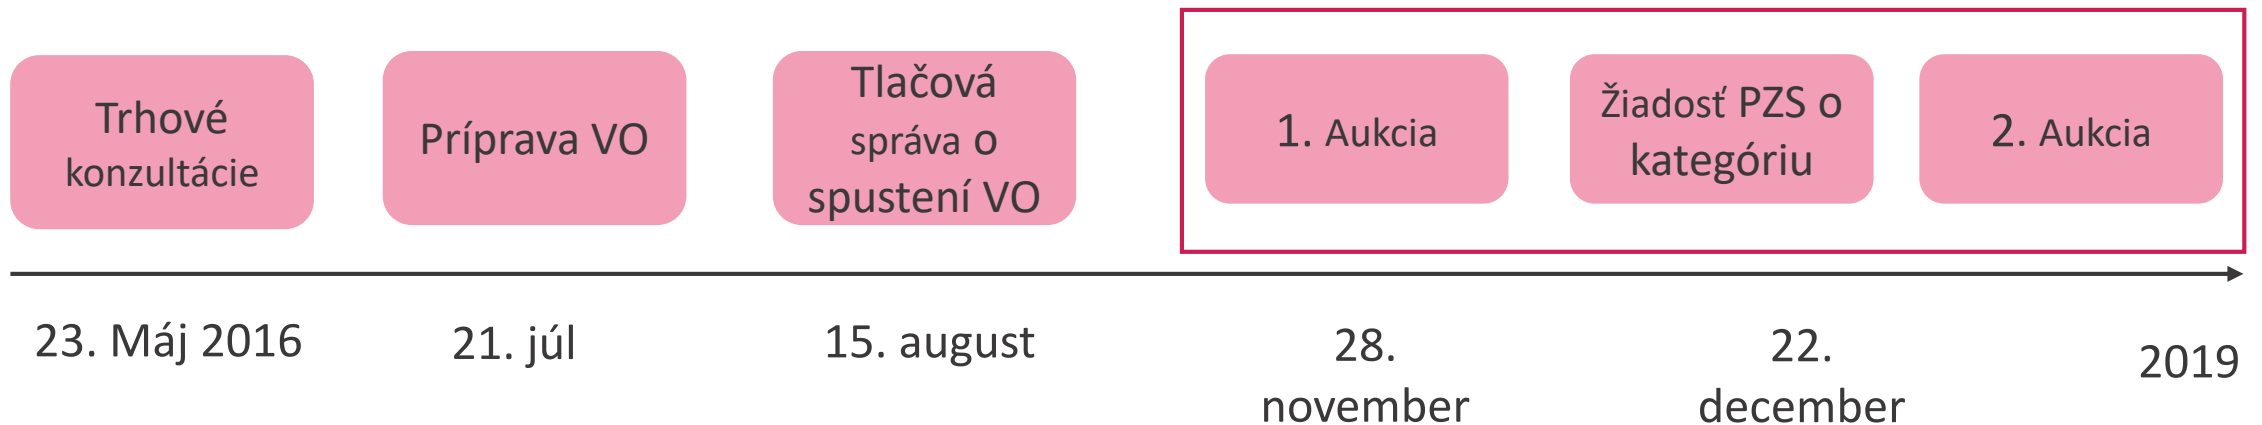 Trhové
konzultácie
Príprava VO
Tlačová
správa o
spustení VO
1. Aukcia
Žiadosť PZS o
kategóriu
2. Aukcia
23. Máj 2016
21. júl
15. august
28.
november
22.
december
2019